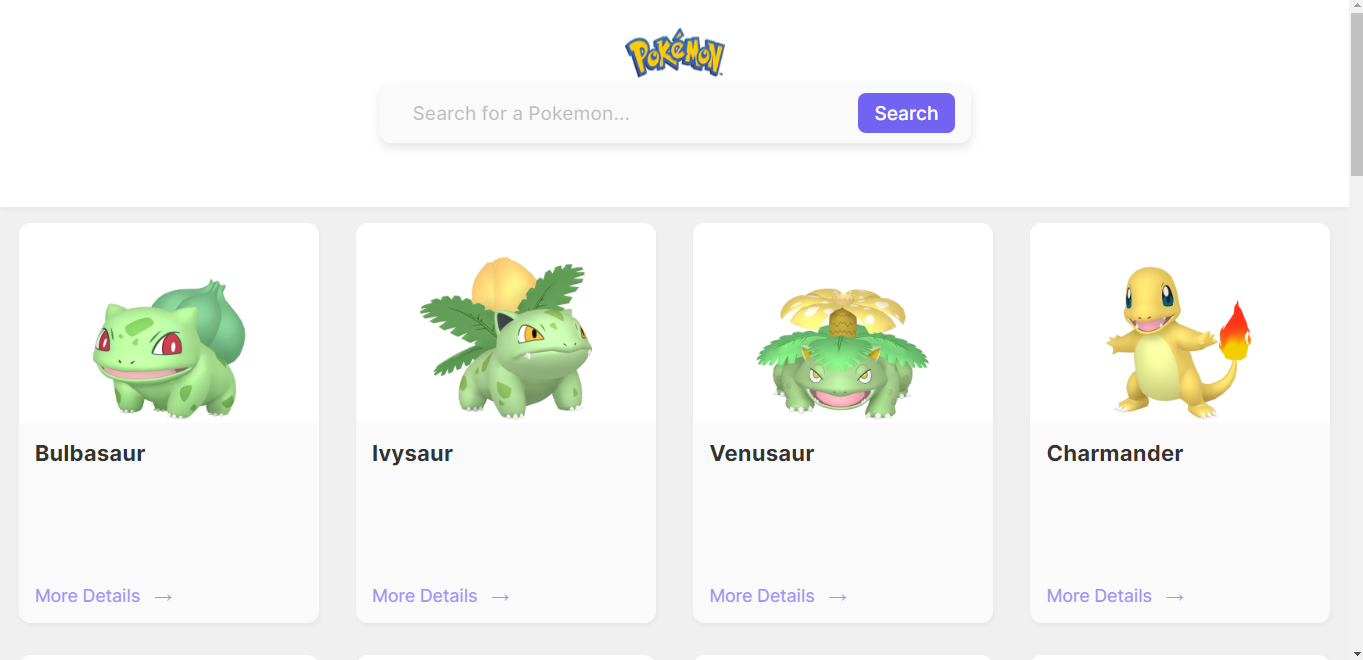 Pokémon
Search for a Pokemon...
Search
Bulbasaur
Ivysaur
Venusaur
Charmander
More Details →
More Details →
More Details →
More Details →